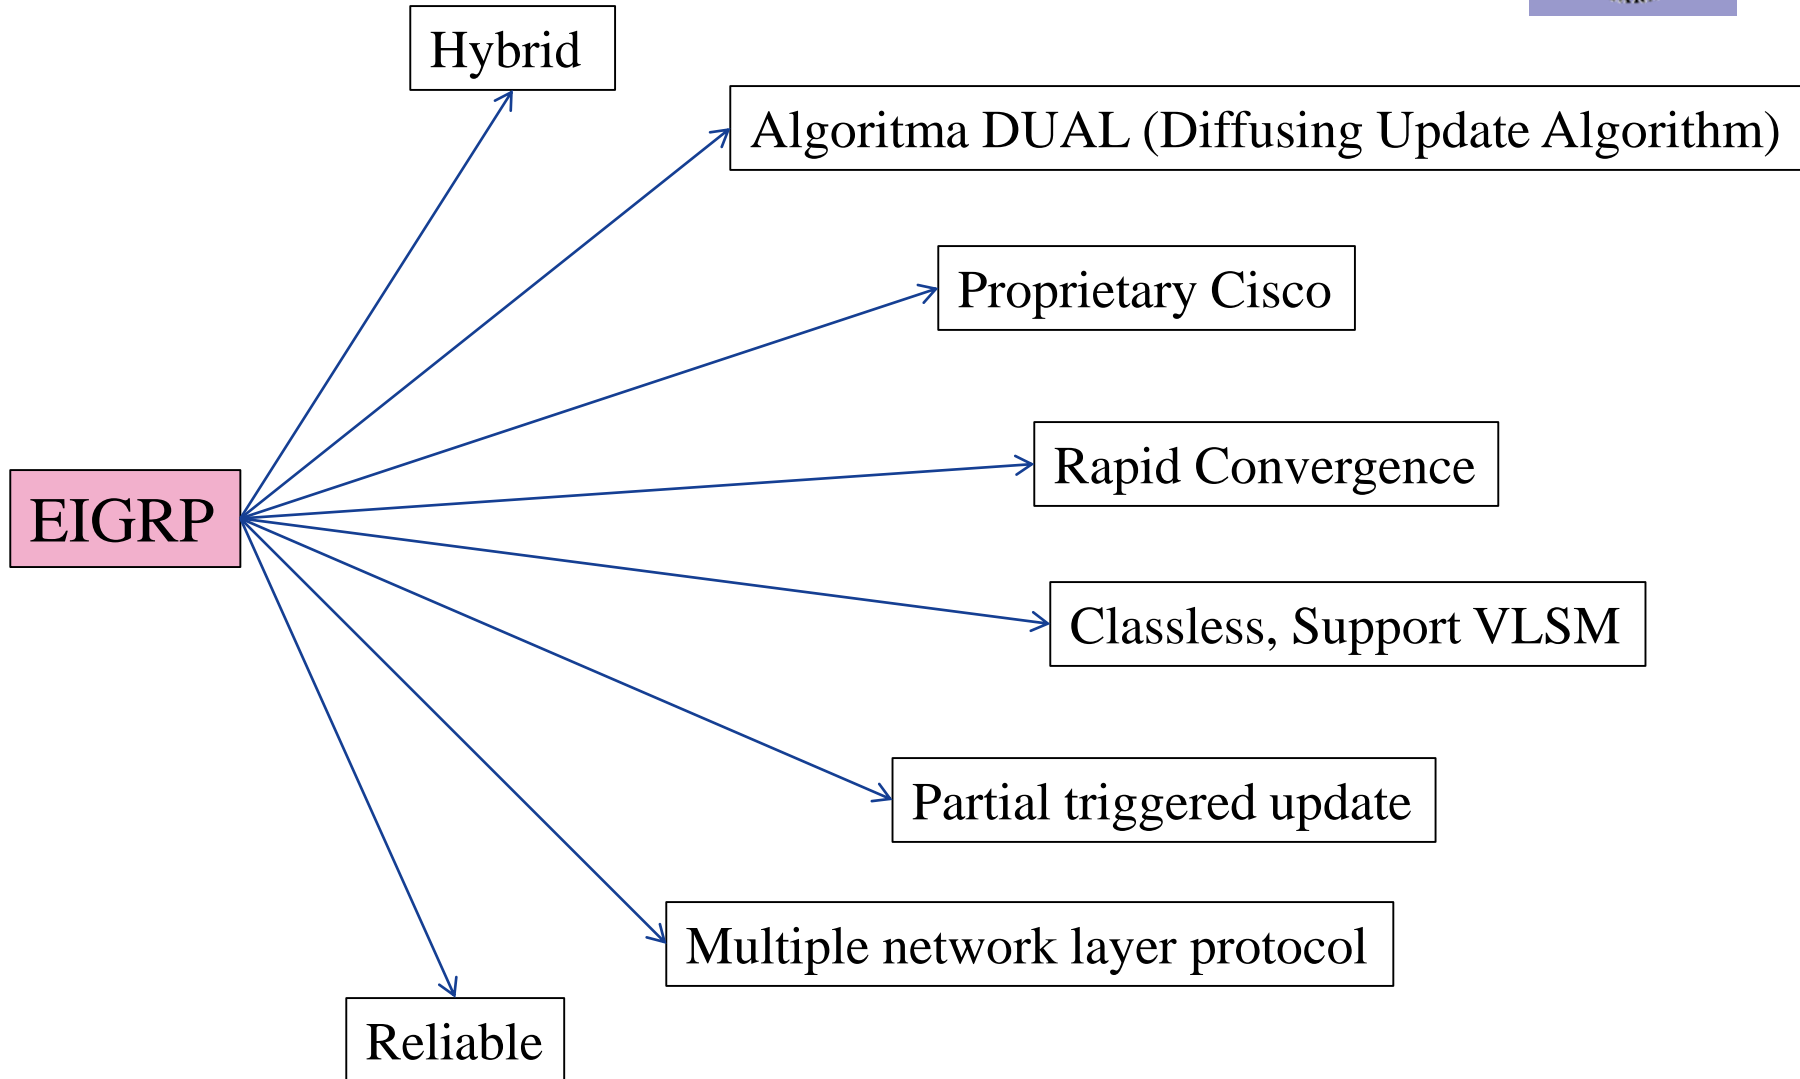 Hybrid
Algoritma DUAL (Diffusing Update Algorithm)
Proprietary Cisco
Rapid Convergence
EIGRP
Classless, Support VLSM
Partial triggered update
Multiple network layer protocol
Reliable